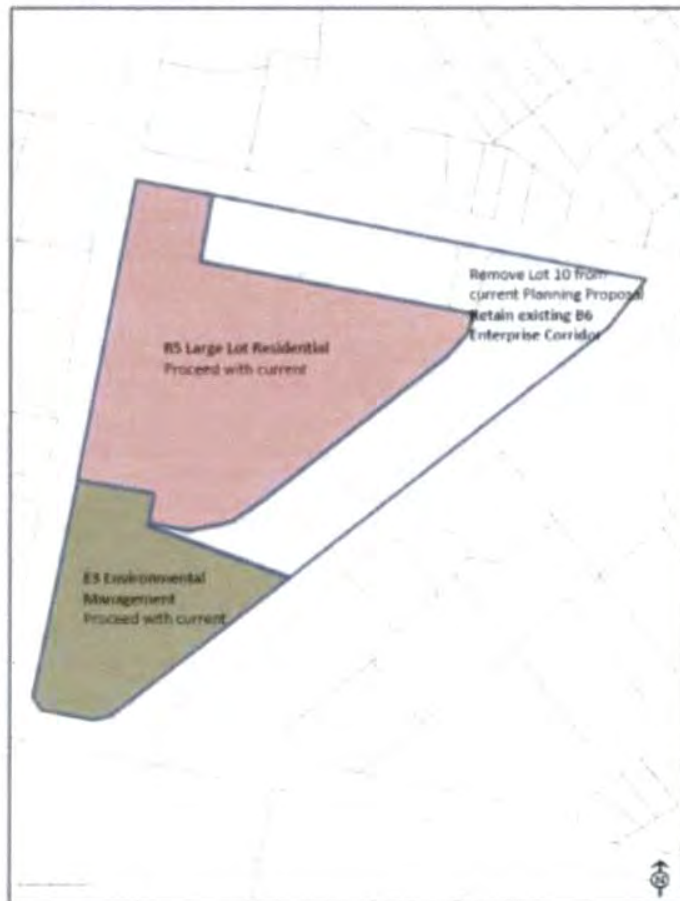 Remove Lot 10 from
current Planning Proposal
Retain existing B6
Enterprise Corridor
R5 Large Lot Residential
Proceed with current
E3 Environmental
Management
Proceed with current